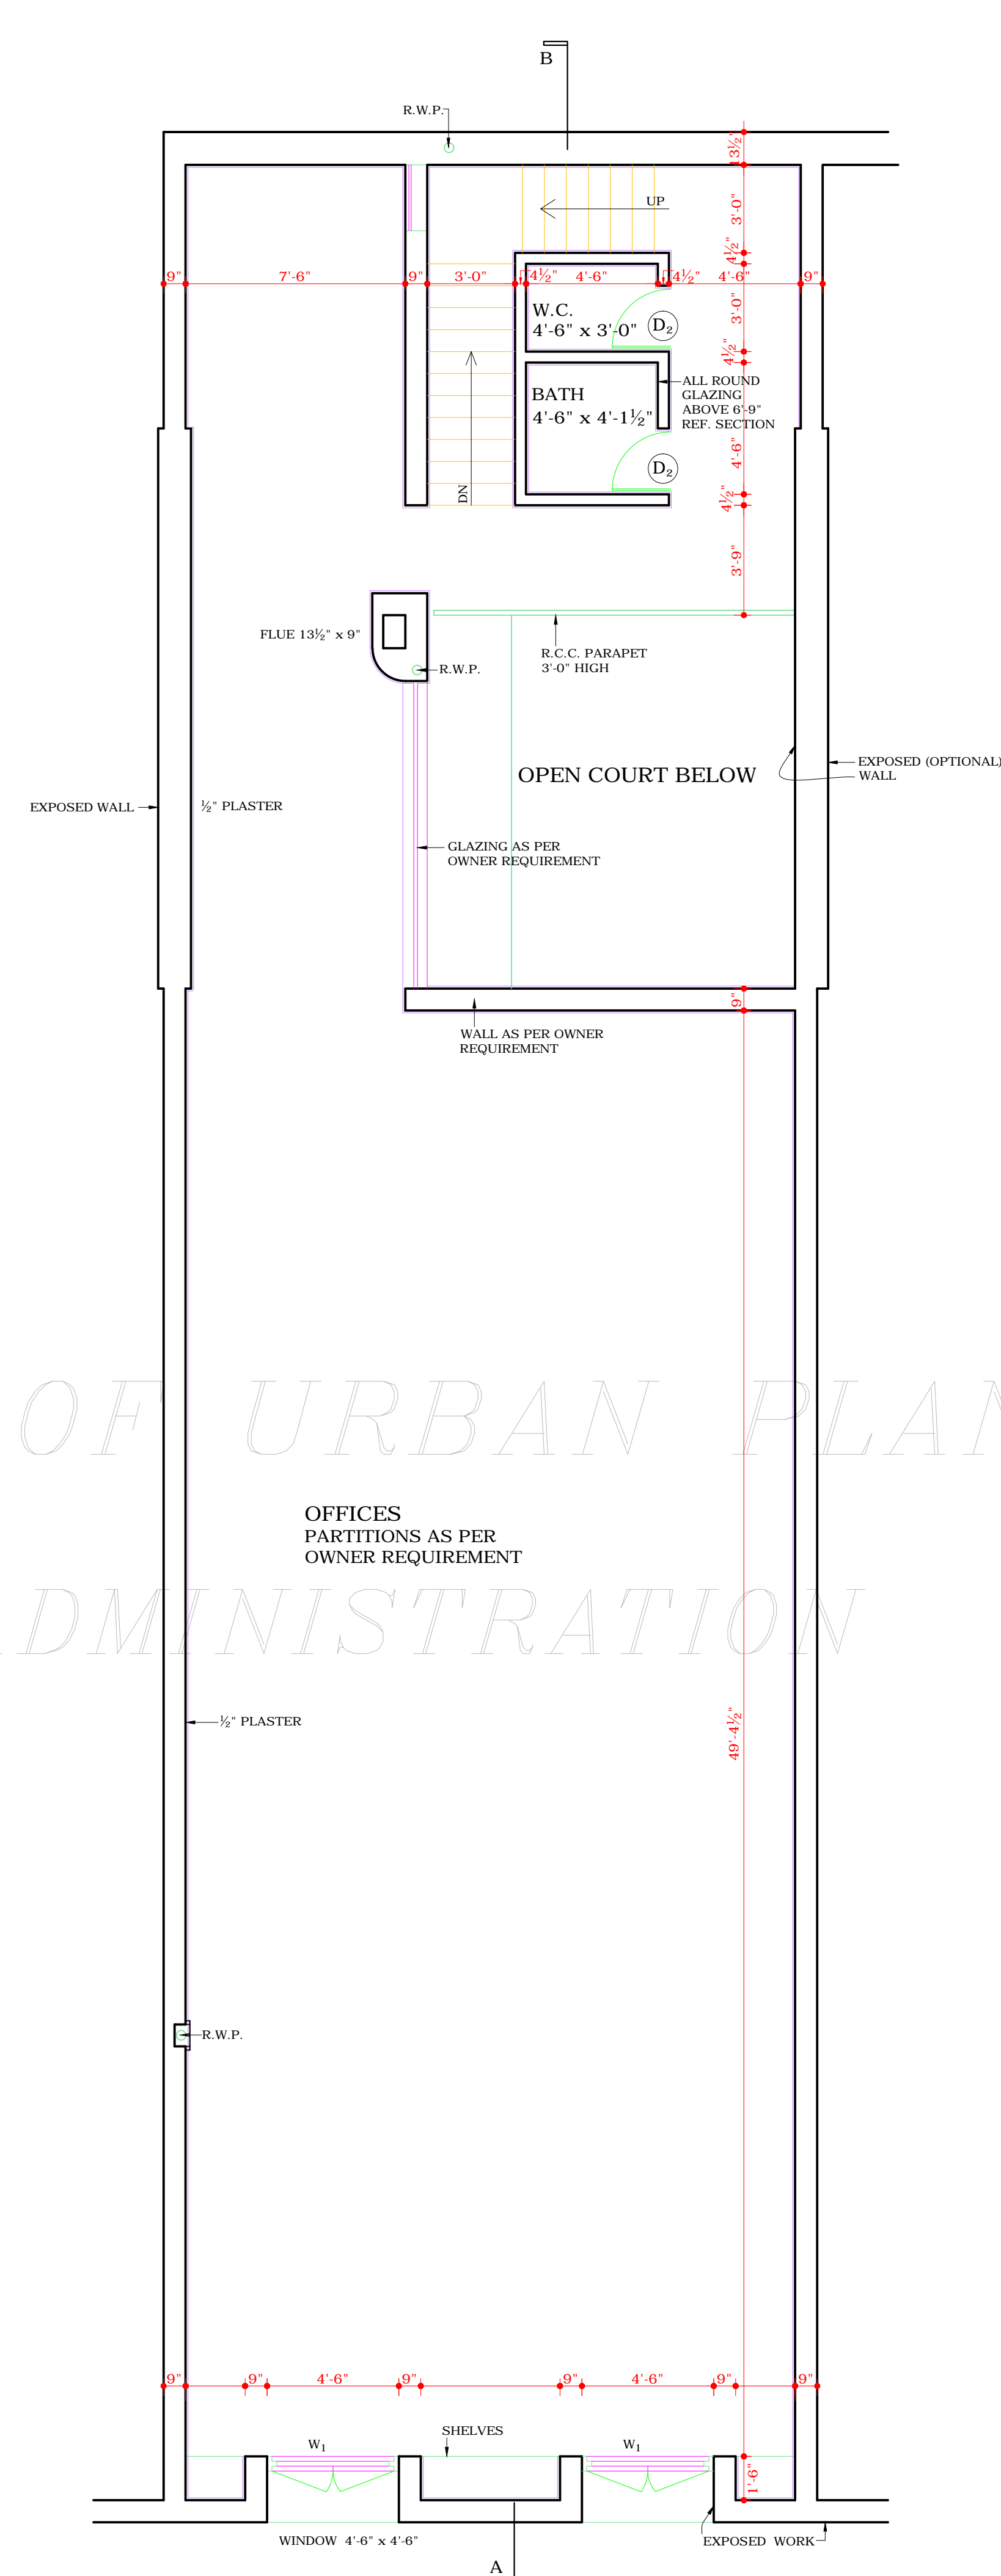 B
R.W.P.
13½"
UP
3'-0"
4½"
9" 7'-6" 9" 3'-0" 4½" 4'-6" 4½" 4'-6" 9"
W.C.
4'-6" x 3'-0"
D₂
3'-0"
4½"
BATH
4'-6" x 4'-1½"
ALL ROUND
GLAZING
ABOVE 6'-9"
REF. SECTION
4'-6"
D₂
DN
4½"
3'-9"
FLUE 13½" x 9"
R.W.P.
R.C.C. PARAPET
3'-0" HIGH
OPEN COURT BELOW
EXPOSED (OPTIONAL)
WALL
EXPOSED WALL
½" PLASTER
GLAZING AS PER
OWNER REQUIREMENT
9"
WALL AS PER OWNER
REQUIREMENT
OF URBAN PLAN
OFFICES
PARTITIONS AS PER
OWNER REQUIREMENT
DMINISTRATION
½" PLASTER
49'-4½"
R.W.P.
9" 9" 4'-6" 9" 9" 4'-6" 9" 9"
SHELVES
W₁
W₁
1'-6"
WINDOW 4'-6" x 4'-6"
EXPOSED WORK
A